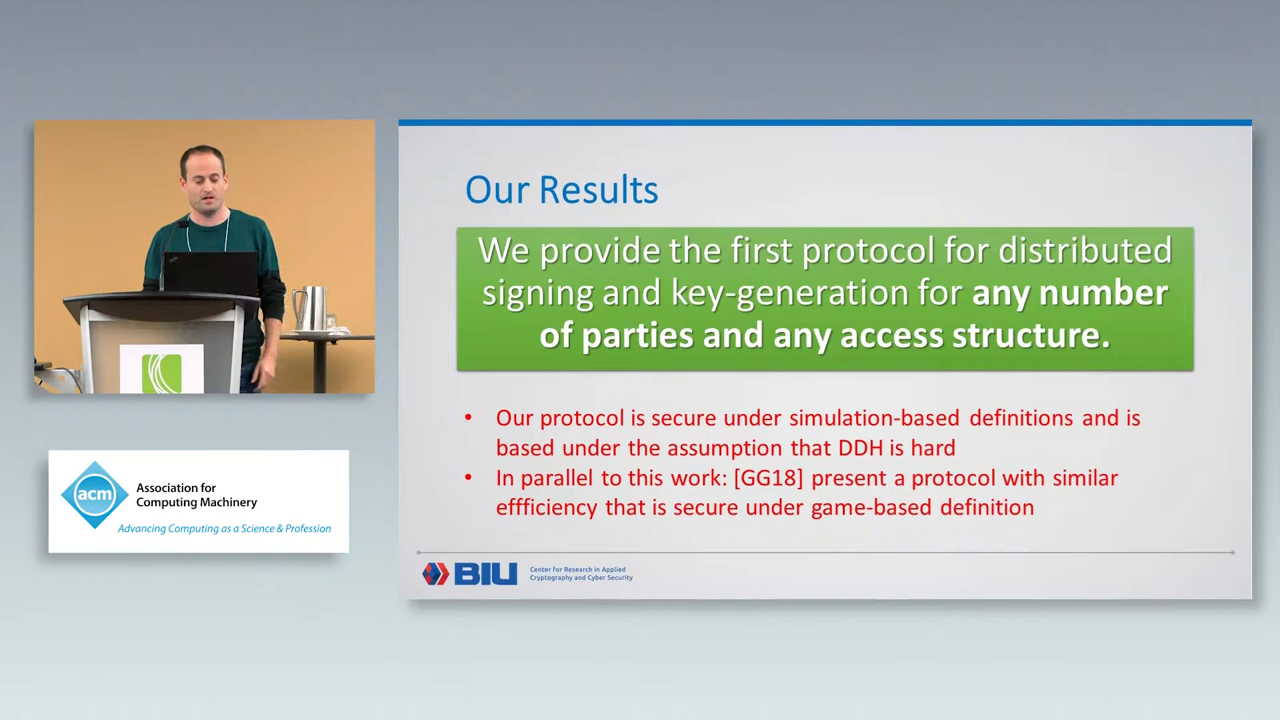 Our Results
We provide the first protocol for distributed
signing and key-generation for any number
of parties and any access structure.
• Our protocol is secure under simulation-based definitions and is
based under the assumption that DDH is hard
• In parallel to this work: [GG18] present a protocol with similar
effficiency that is secure under game-based definition
acm
Association for
Computing Machinery
Advancing Computing as a Science & Profession
BIU
Center for Research in Applied
Cryptography and Cyber Security